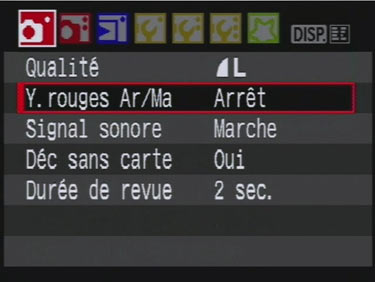 DISP.
Qualité L
Y.rouges Ar/Ma Arrêt
Signal sonore Marche
Déc sans carte Oui
Durée de revue 2 sec.